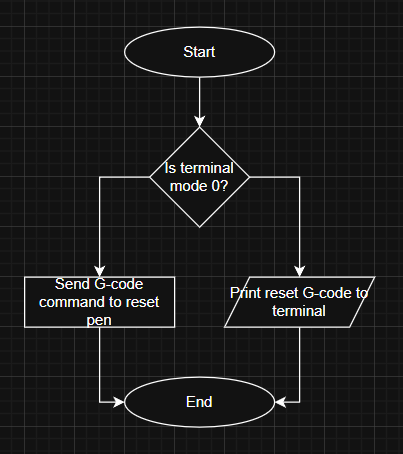 Start
Is terminal
mode 0?
Send G-code
command to reset
pen
Print reset G-code to
terminal
End